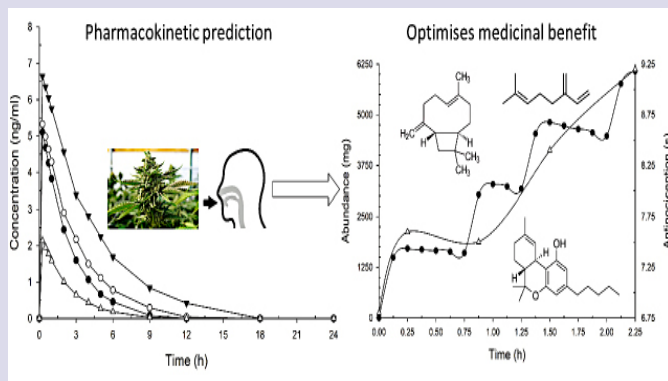 Pharmacokinetic prediction
Optimises medicinal benefit
Concentration (ng/ml)
8
7
6
5
4
3
2
1
0
0 3 6 9 12 15 18 21 24
Time (h)
Abundance (mg)
6250
5000
3750
2500
1250
0
0.00 0.25 0.50 0.75 1.00 1.25 1.50 1.75 2.00 2.25
Time (h)
9.25
8.75
8.25
7.75
7.25
6.75
Antinociception (s)
CH₃
H₂C
H
H
CH₃
CH₃
H
OH
H
O